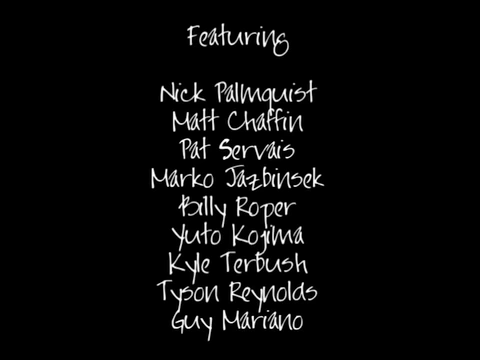 Featuring
Nick Palmquist
Matt Chaffin
Pat Servais
Marko Jazbinsek
Billy Roper
Yuto Kojima
Kyle Terbush
Tyson Reynolds
Guy Mariano